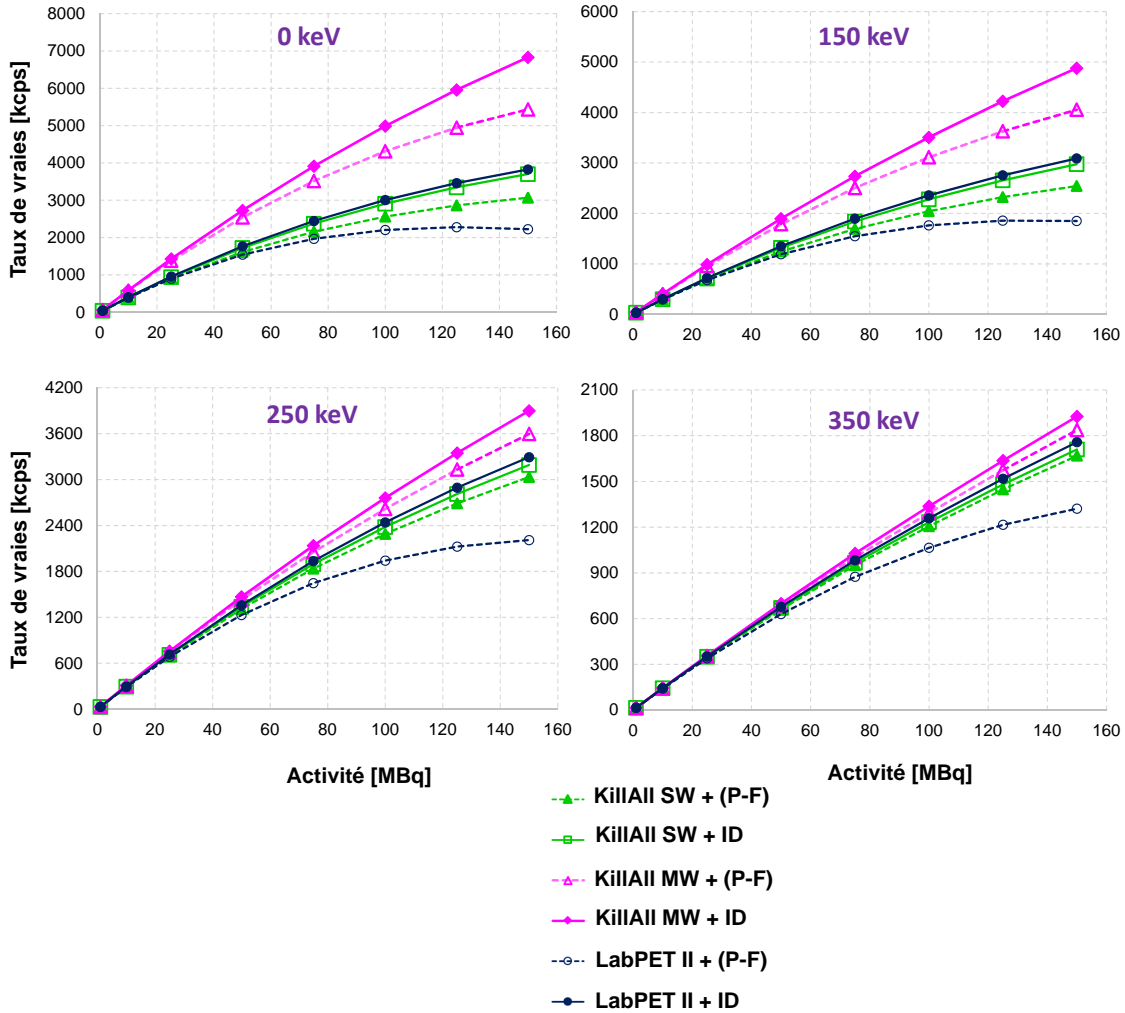 0 keV
Taux de vraies [kcps]
8000
7000
6000
5000
4000
3000
2000
1000
0
0 20 40 60 80 100 120 140 160
150 keV
6000
5000
4000
3000
2000
1000
0
0 20 40 60 80 100 120 140 160
250 keV
Taux de vraies [kcps]
4200
3600
3000
2400
1800
1200
600
0
0 20 40 60 80 100 120 140 160
Activité [MBq]
350 keV
2100
1800
1500
1200
900
600
300
0
0 20 40 60 80 100 120 140 160
Activité [MBq]
KillAll SW + (P-F)
KillAll SW + ID
KillAll MW + (P-F)
KillAll MW + ID
LabPET II + (P-F)
LabPET II + ID